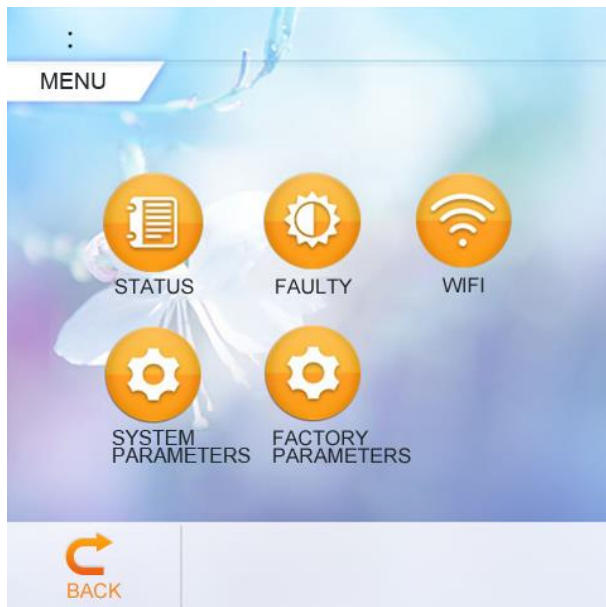 :
MENU
STATUS
FAULTY
WIFI
SYSTEM
PARAMETERS
FACTORY
PARAMETERS
BACK